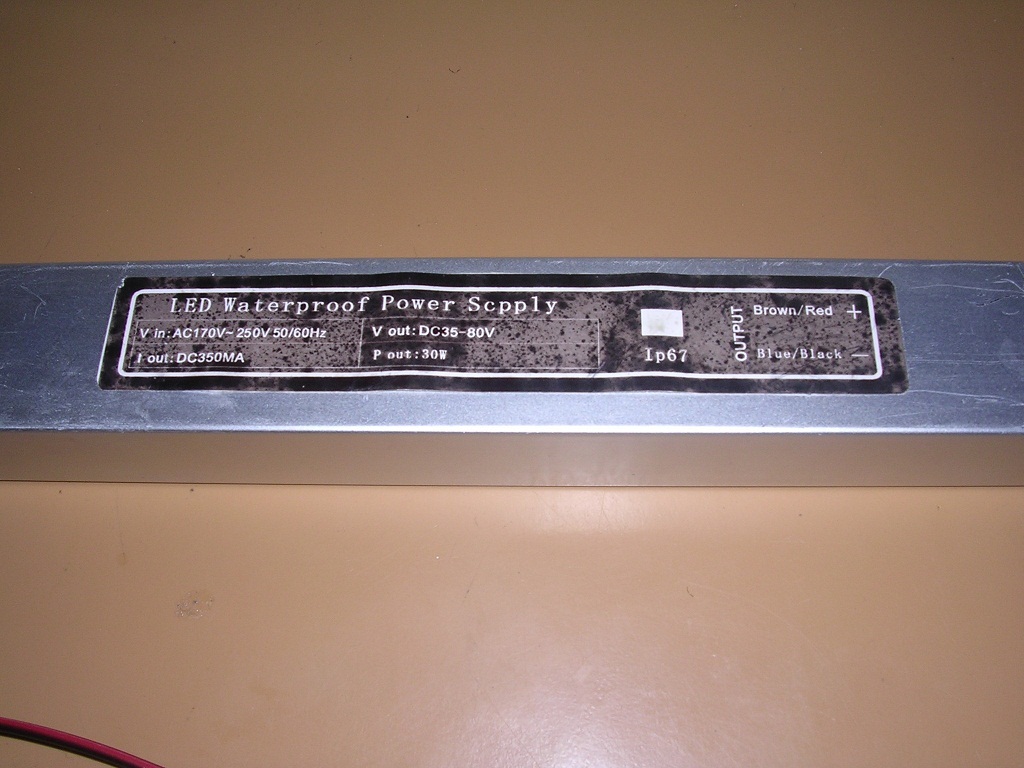 LED Waterproof Power Scpply
V in: AC170V~250V 50/60Hz
V out: DC35-80V
I out: DC350MA
P out: 30W
Ip67
OUTPUT
Brown/Red +
Blue/Black —